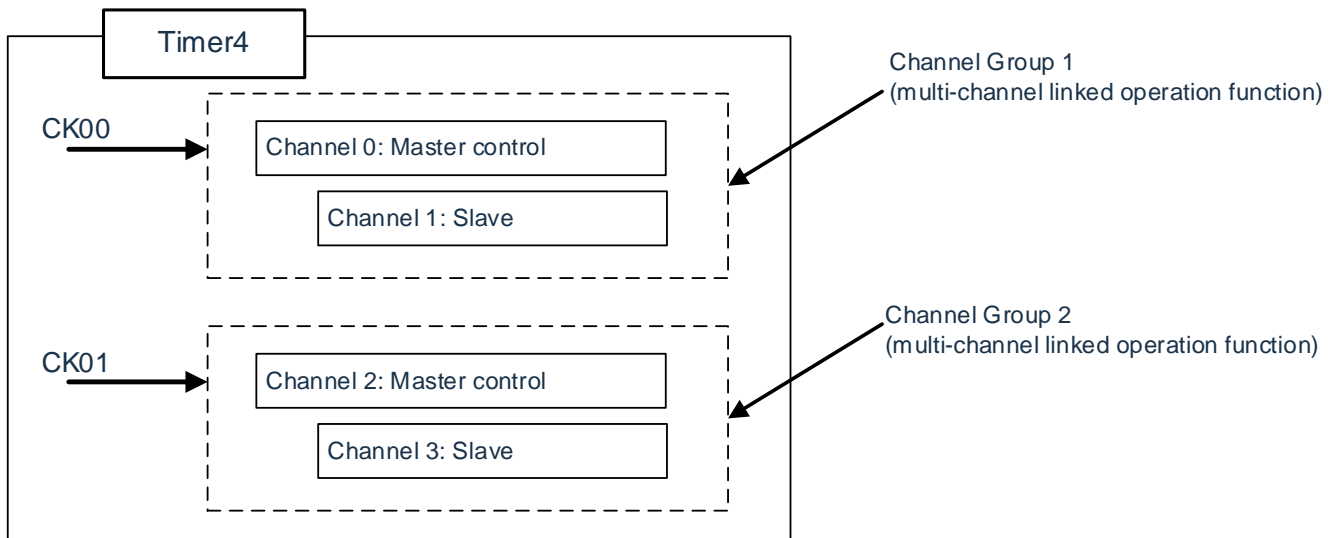 Timer4
Channel Group 1
(multi-channel linked operation function)
CK00
Channel 0: Master control
Channel 1: Slave
Channel Group 2
(multi-channel linked operation function)
CK01
Channel 2: Master control
Channel 3: Slave